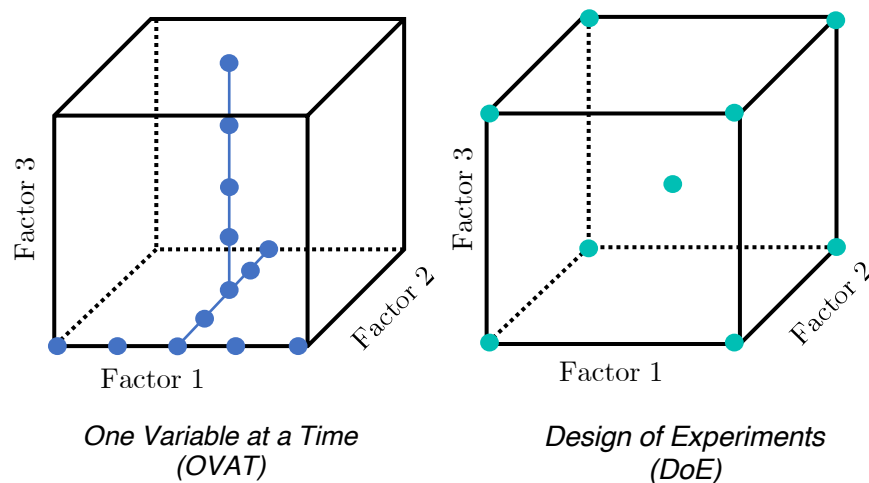 Factor 3
Factor 2
Factor 1
One Variable at a Time
(OVAT)
Factor 3
Factor 2
Factor 1
Design of Experiments
(DoE)